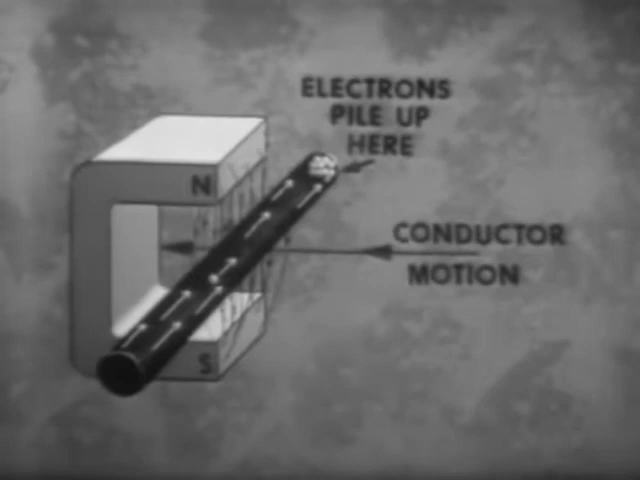 ELECTRONS
PILE UP
HERE
N
CONDUCTOR
MOTION
S